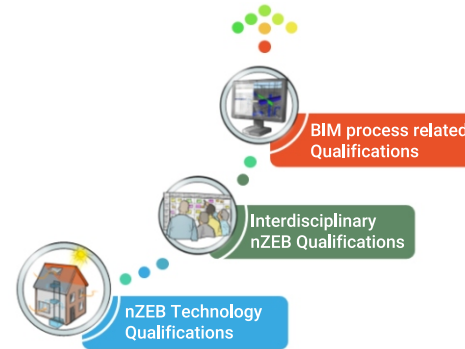 BIM process related
Qualifications
Interdisciplinary
nZEB Qualifications
nZEB Technology
Qualifications